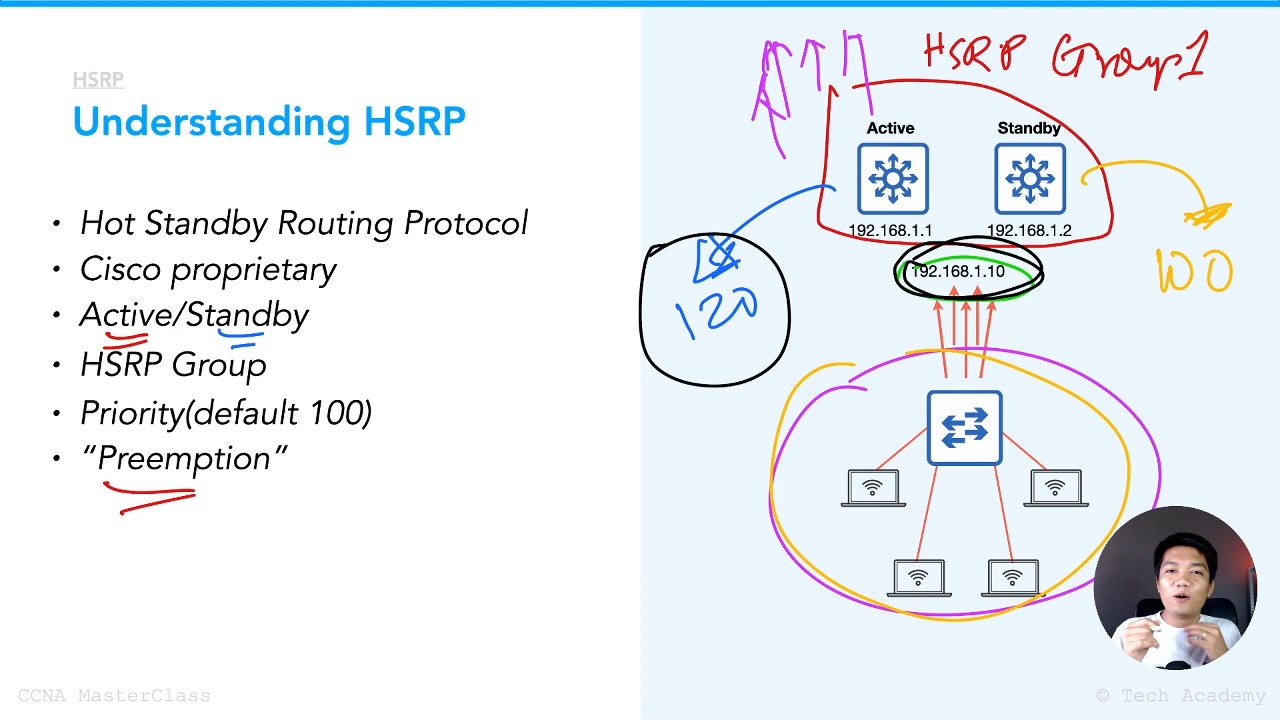 HSRP
Understanding HSRP
• Hot Standby Routing Protocol
• Cisco proprietary
• Active/Standby
• HSRP Group
• Priority(default 100)
• “Preemption”
HSRP Group1
Active
Standby
192.168.1.1
192.168.1.2
192.168.1.10
120
100
CCNA MasterClass
© Tech Academy